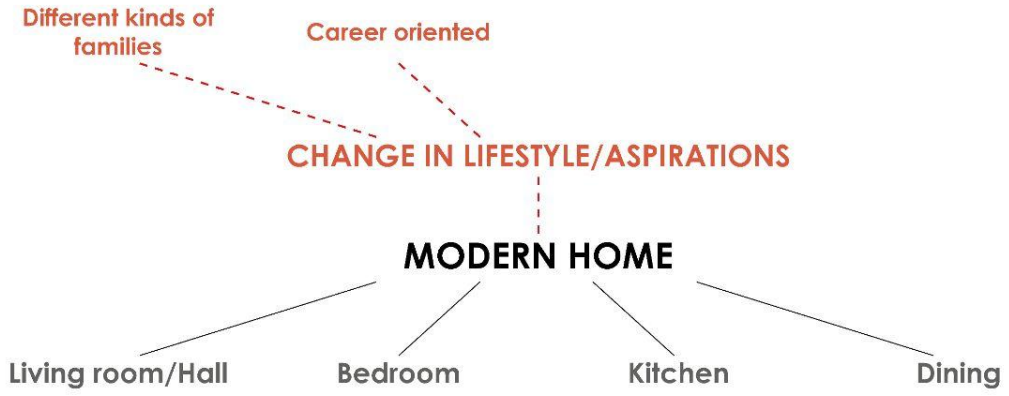 Different kinds of
families
Career oriented
CHANGE IN LIFESTYLE/ASPIRATIONS
MODERN HOME
Living room/Hall
Bedroom
Kitchen
Dining